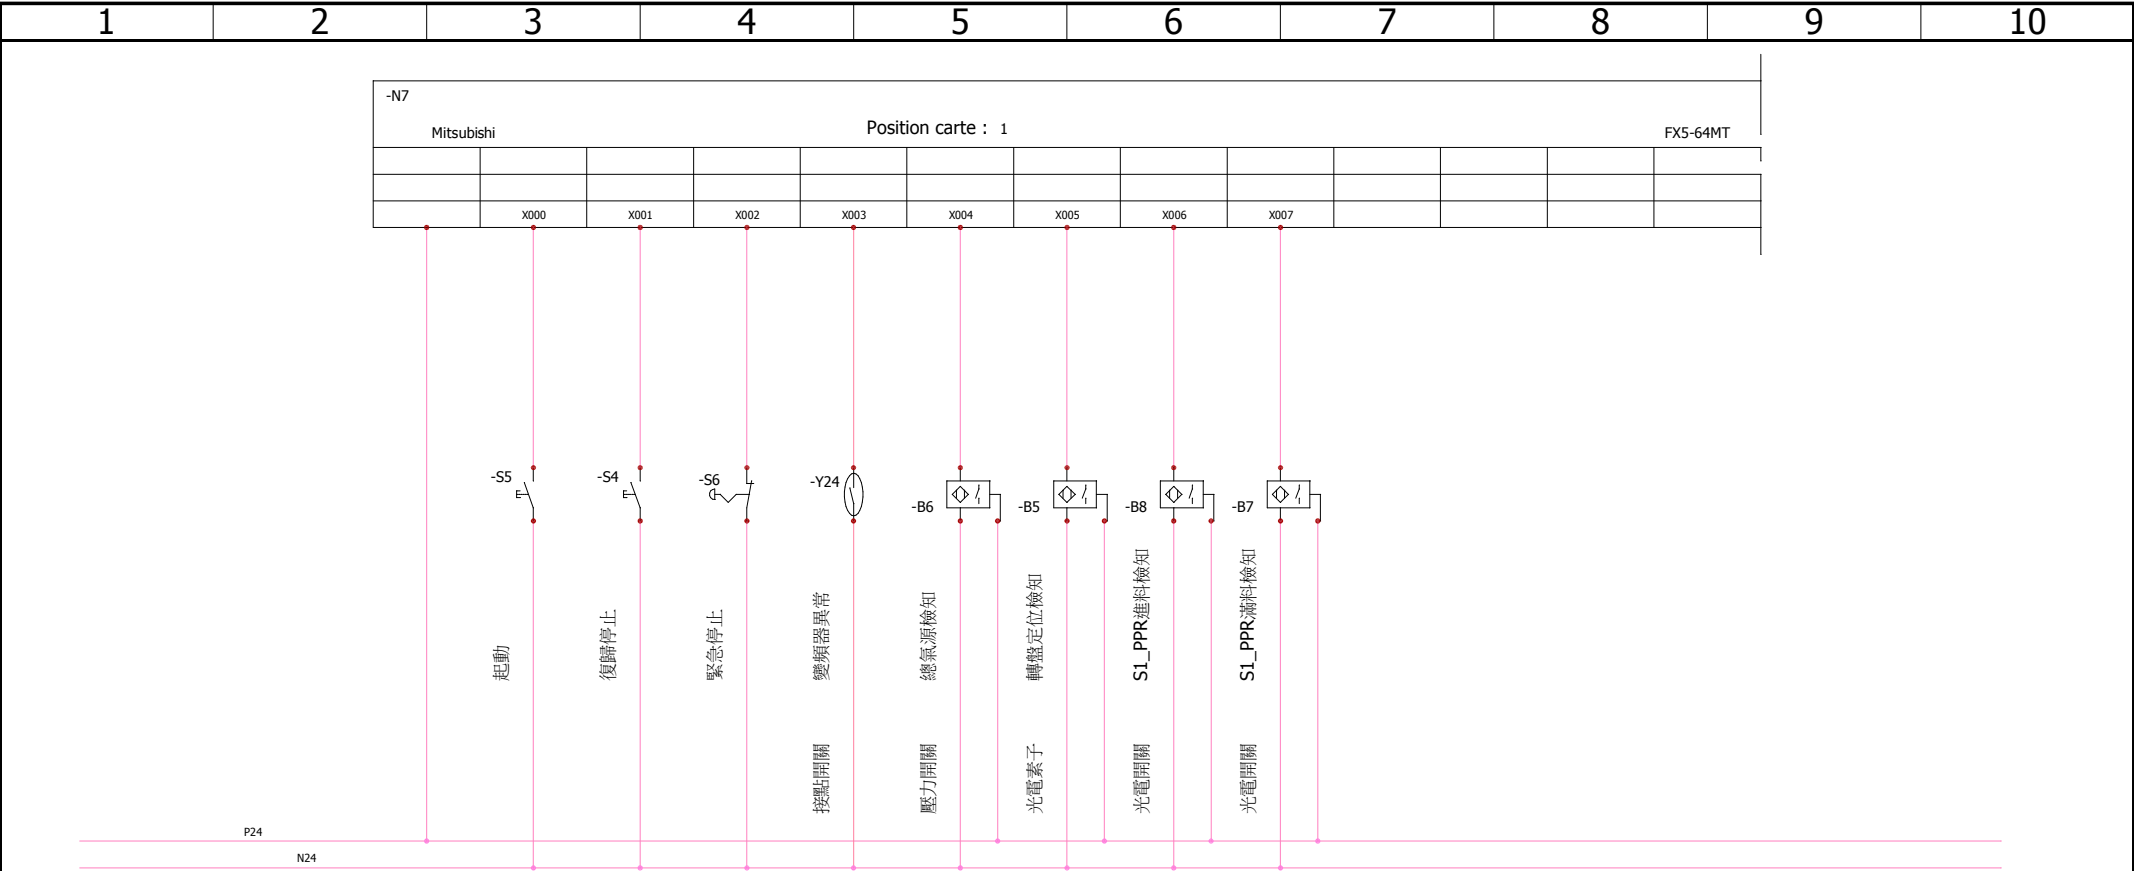 1 2 3 4 5 6 7 8 9 10
-N7
Mitsubishi Position carte : 1 FX5-64MT
X000 X001 X002 X003 X004 X005 X006 X007
-S5 -S4 -S6 -Y24 -B6 -B5 -B8 -B7
起動
復歸停止
緊急停止
變頻器異常
接點開關
總氣源檢知
壓力開關
轉盤定位檢知
光電素子
S1_PPR進料檢知
光電開關
S1_PPR滿料檢知
光電開關
P24
N24